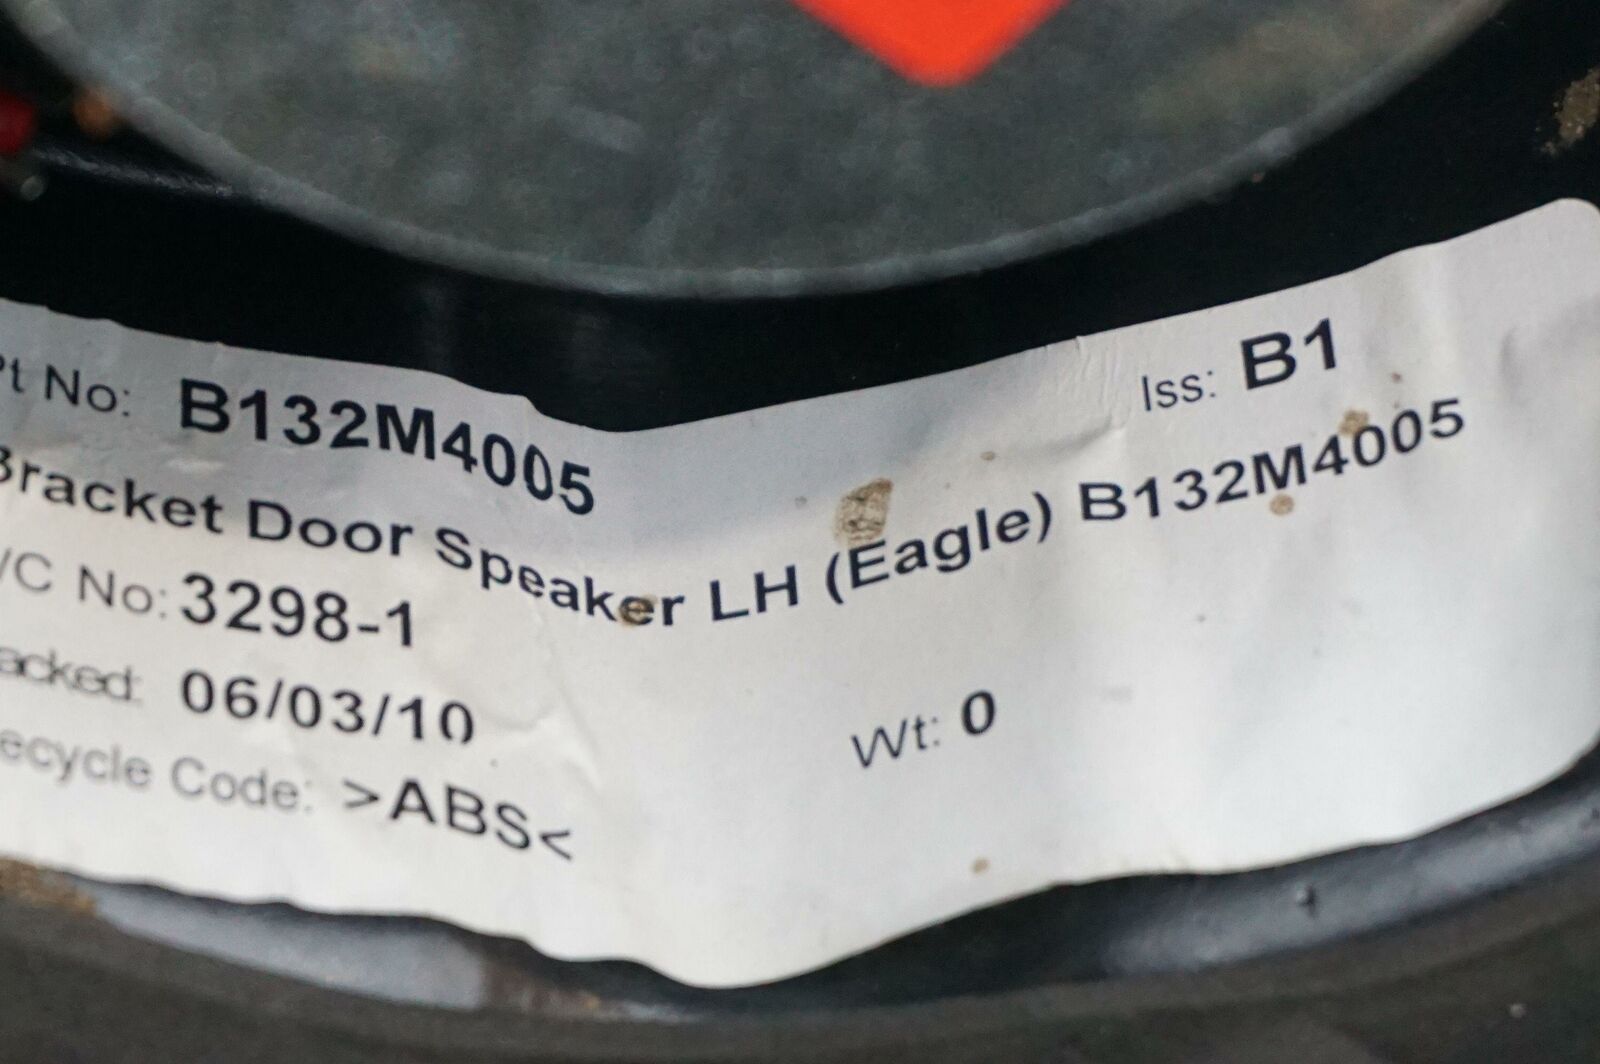 Pt No: B132M4005 Iss: B1
Bracket Door Speaker LH (Eagle) B132M4005
/C No: 3298-1
acked: 06/03/10 Wt: 0
ecycle Code: >ABS<